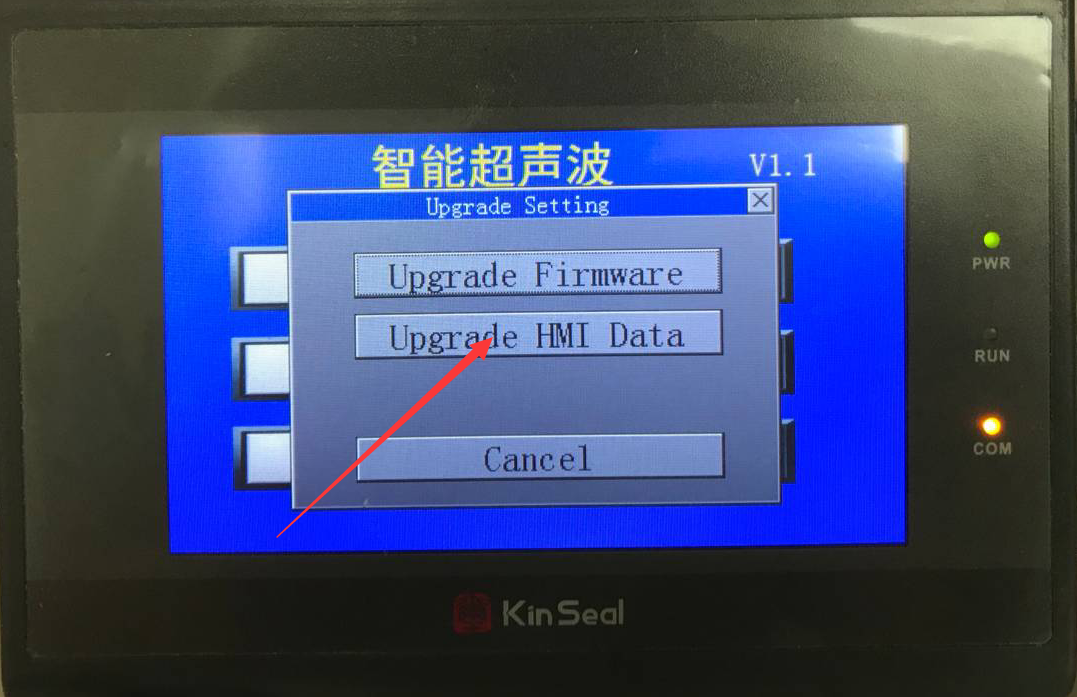 智能超声波
V1.1
Upgrade Setting
Upgrade Firmware
PWR
Upgrade HMI Data
RUN
Cancel
COM
KinSeal